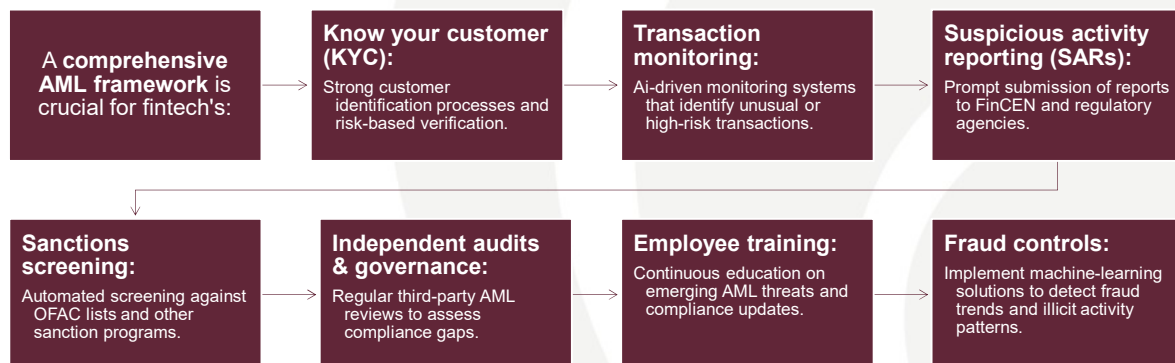 A comprehensive
AML framework is
crucial for fintech's:
Know your customer
(KYC):
Strong customer
identification processes and
risk-based verification.
Transaction
monitoring:
Ai-driven monitoring systems
that identify unusual or
high-risk transactions.
Suspicious activity
reporting (SARs):
Prompt submission of reports
to FinCEN and regulatory
agencies.
Sanctions
screening:
Automated screening against
OFAC lists and other
sanction programs.
Independent audits
& governance:
Regular third-party AML
reviews to assess
compliance gaps.
Employee training:
Continuous education on
emerging AML threats and
compliance updates.
Fraud controls:
Implement machine-learning
solutions to detect fraud
trends and illicit activity
patterns.